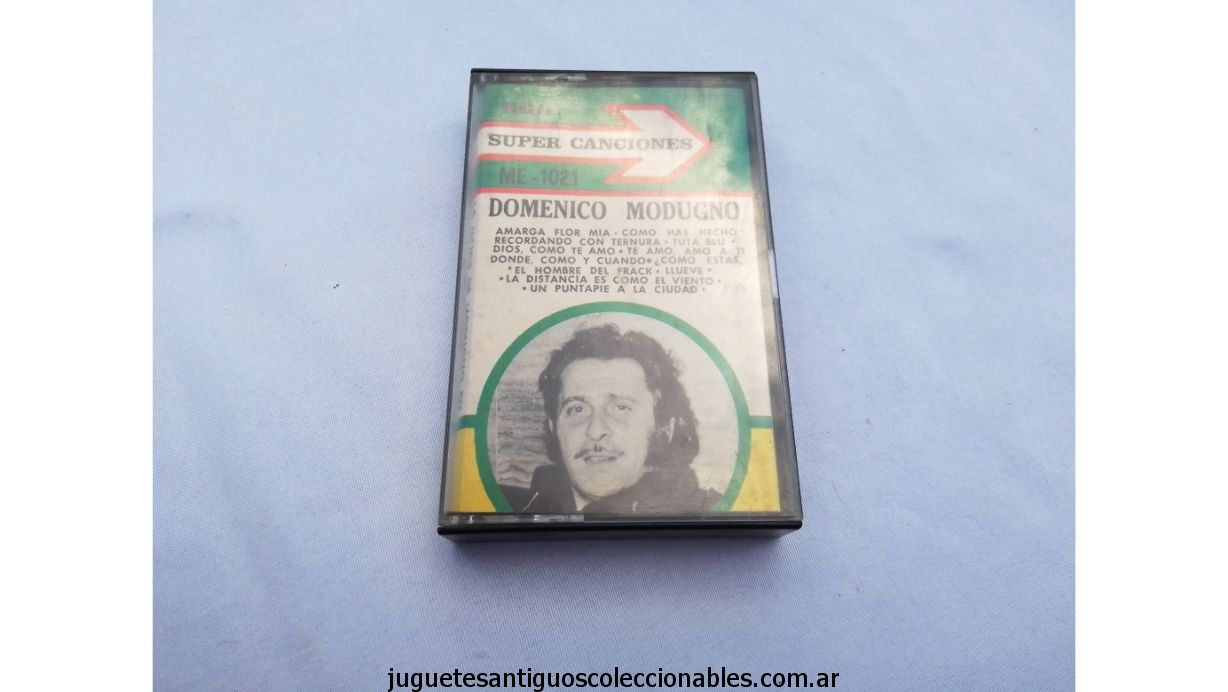 SUPER CANCIONES
ME-1021
DOMENICO MODUGNO
AMARGA FLOR MIA • COMO HAS HECHO
RECORDANDO CON TERNURA • TUTA BLU •
DIOS, COMO TE AMO • TE AMO, AMO A TI
DONDE, COMO Y CUANDO • ¿COMO ESTAS,
• EL HOMBRE DEL FRACK • LLUEVE •
• LA DISTANCIA ES COMO EL VIENTO •
• UN PUNTAPIE A LA CIUDAD •
juguetesantiguoscoleccionables.com.ar